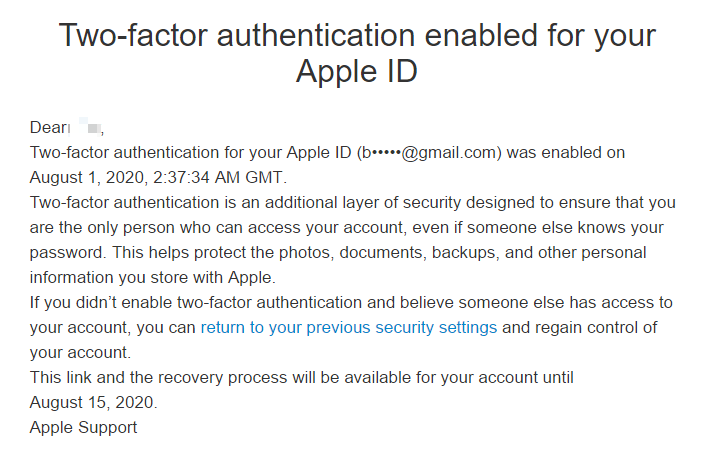 Two-factor authentication enabled for your
Apple ID
Dear ,
Two-factor authentication for your Apple ID (b•••••@gmail.com) was enabled on
August 1, 2020, 2:37:34 AM GMT.
Two-factor authentication is an additional layer of security designed to ensure that you
are the only person who can access your account, even if someone else knows your
password. This helps protect the photos, documents, backups, and other personal
information you store with Apple.
If you didn’t enable two-factor authentication and believe someone else has access to
your account, you can return to your previous security settings and regain control of
your account.
This link and the recovery process will be available for your account until
August 15, 2020.
Apple Support